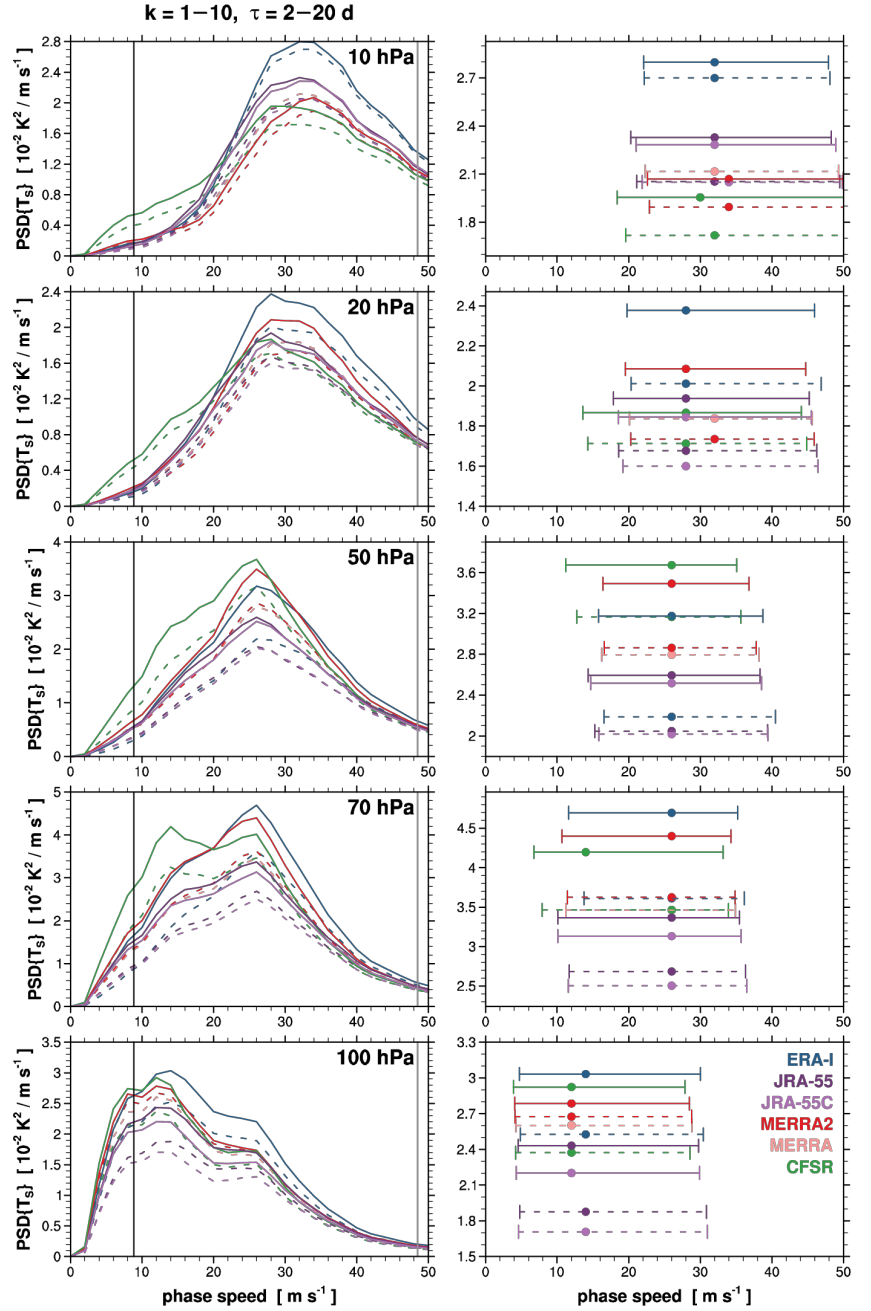 k = 1−10, τ = 2−20 d
10 hPa
PSD{T_S} [ 10⁻² K² / m s⁻¹ ]
2.8
2.4
2
1.6
1.2
0.8
0.4
0
0 10 20 30 40 50
2.7
2.4
2.1
1.8
0 10 20 30 40 50
20 hPa
PSD{T_S} [ 10⁻² K² / m s⁻¹ ]
2.4
2
1.6
1.2
0.8
0.4
0
0 10 20 30 40 50
2.4
2.2
2
1.8
1.6
1.4
0 10 20 30 40 50
50 hPa
PSD{T_S} [ 10⁻² K² / m s⁻¹ ]
4
3
2
1
0
0 10 20 30 40 50
3.6
3.2
2.8
2.4
2
0 10 20 30 40 50
70 hPa
PSD{T_S} [ 10⁻² K² / m s⁻¹ ]
5
4
3
2
1
0
0 10 20 30 40 50
4.5
4
3.5
3
2.5
0 10 20 30 40 50
100 hPa
PSD{T_S} [ 10⁻² K² / m s⁻¹ ]
3.5
3
2.5
2
1.5
1
0.5
0
0 10 20 30 40 50
phase speed [ m s⁻¹ ]
3.3
3
2.7
2.4
2.1
1.8
1.5
ERA-I
JRA-55
JRA-55C
MERRA2
MERRA
CFSR
0 10 20 30 40 50
phase speed [ m s⁻¹ ]